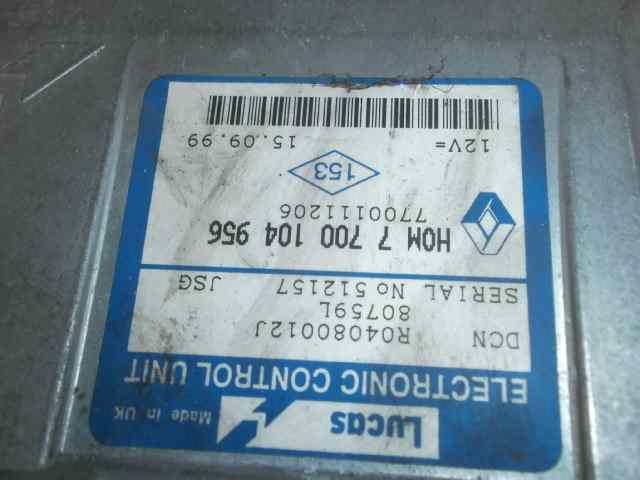 Lucas Made in UK
ELECTRONIC CONTROL UNIT
DCN R04080012J
80759L
SERIAL No 512157 JSG
HOM 7 700 104 956
7700111206
153
12V= 15.09.99